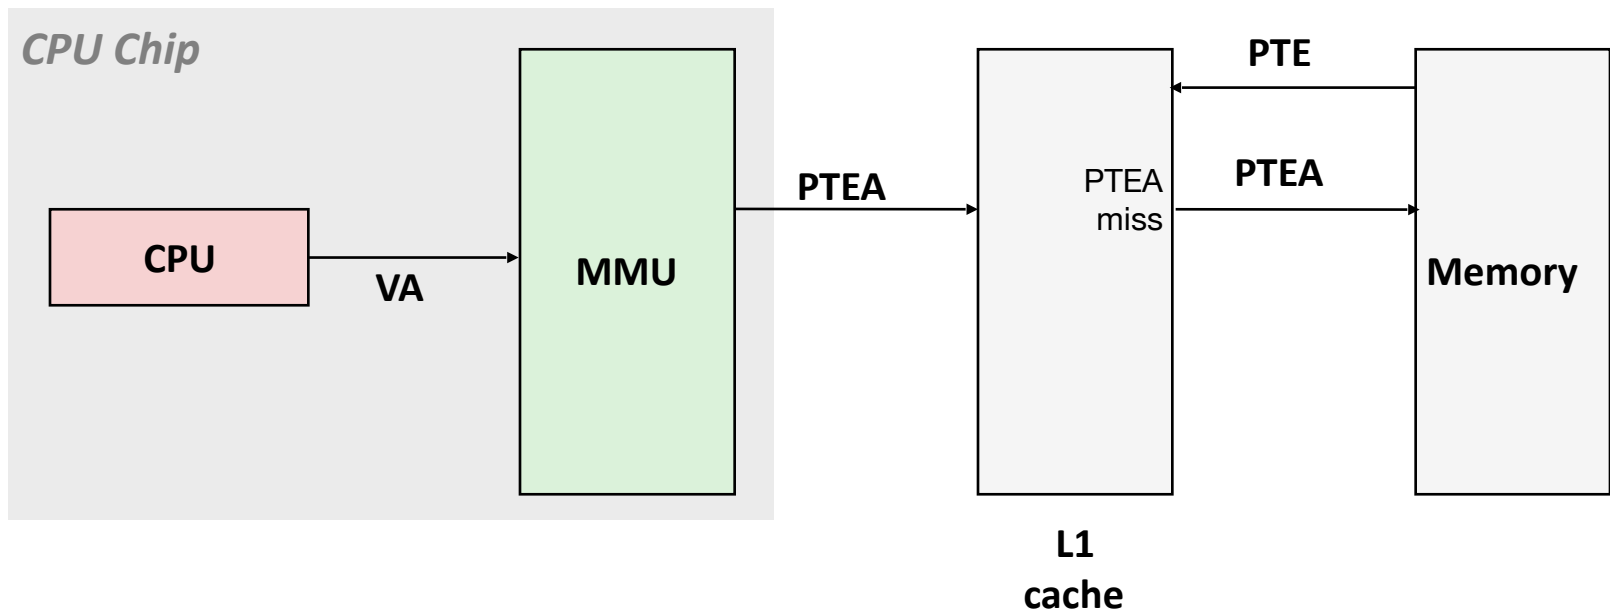 CPU Chip
PTE
PTEA
PTEA
PTEA
miss
CPU
VA
MMU
Memory
L1
cache